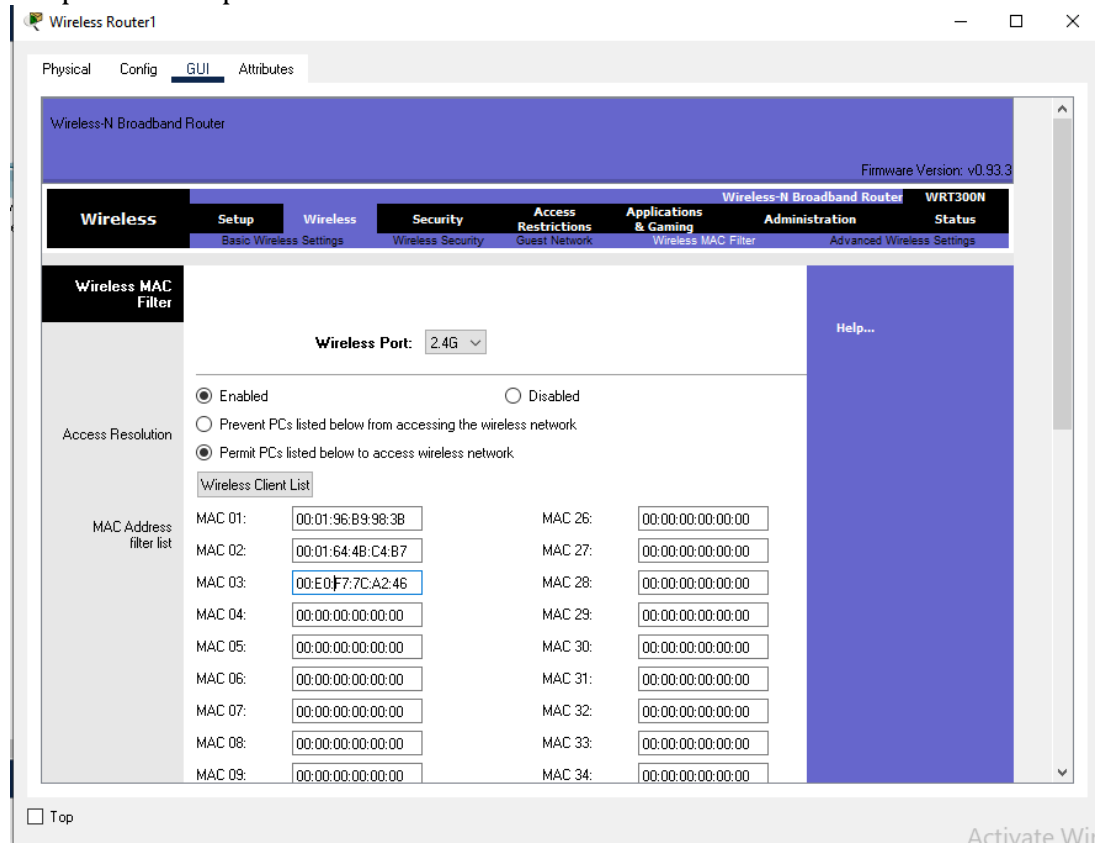 Wireless Router1
Physical Config GUI Attributes
Wireless-N Broadband Router
Firmware Version: v0.93.3
Wireless-N Broadband Router WRT300N
Wireless Setup Wireless Security Access Restrictions Applications & Gaming Administration Status
Basic Wireless Settings Wireless Security Guest Network Wireless MAC Filter Advanced Wireless Settings
Wireless MAC Filter
Help...
Wireless Port: 2.4G
Enabled Disabled
Prevent PCs listed below from accessing the wireless network
Access Resolution
Permit PCs listed below to access wireless network
Wireless Client List
MAC Address filter list
MAC 01: 00:01:96:B9:98:3B MAC 26: 00:00:00:00:00:00
MAC 02: 00:01:64:4B:C4:B7 MAC 27: 00:00:00:00:00:00
MAC 03: 00:E0:F7:7C:A2:46 MAC 28: 00:00:00:00:00:00
MAC 04: 00:00:00:00:00:00 MAC 29: 00:00:00:00:00:00
MAC 05: 00:00:00:00:00:00 MAC 30: 00:00:00:00:00:00
MAC 06: 00:00:00:00:00:00 MAC 31: 00:00:00:00:00:00
MAC 07: 00:00:00:00:00:00 MAC 32: 00:00:00:00:00:00
MAC 08: 00:00:00:00:00:00 MAC 33: 00:00:00:00:00:00
MAC 09: 00:00:00:00:00:00 MAC 34: 00:00:00:00:00:00
Top
Activate